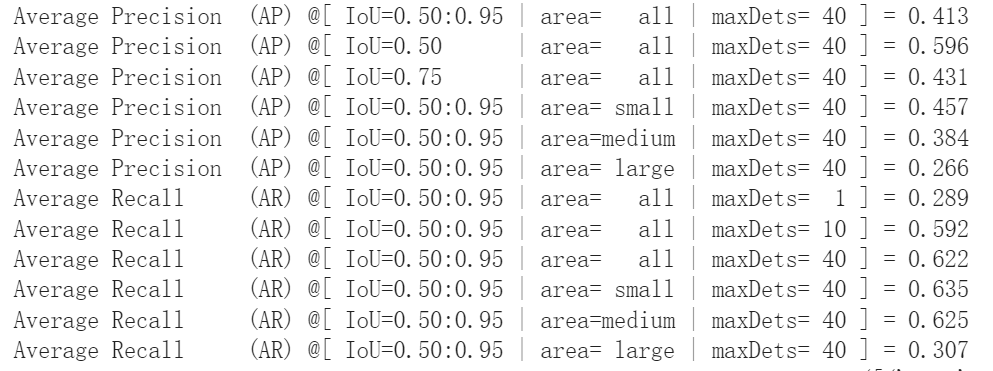 Average Precision (AP) @[ IoU=0.50:0.95 | area= all | maxDets= 40 ] = 0.413
Average Precision (AP) @[ IoU=0.50 | area= all | maxDets= 40 ] = 0.596
Average Precision (AP) @[ IoU=0.75 | area= all | maxDets= 40 ] = 0.431
Average Precision (AP) @[ IoU=0.50:0.95 | area= small | maxDets= 40 ] = 0.457
Average Precision (AP) @[ IoU=0.50:0.95 | area=medium | maxDets= 40 ] = 0.384
Average Precision (AP) @[ IoU=0.50:0.95 | area= large | maxDets= 40 ] = 0.266
Average Recall (AR) @[ IoU=0.50:0.95 | area= all | maxDets= 1 ] = 0.289
Average Recall (AR) @[ IoU=0.50:0.95 | area= all | maxDets= 10 ] = 0.592
Average Recall (AR) @[ IoU=0.50:0.95 | area= all | maxDets= 40 ] = 0.622
Average Recall (AR) @[ IoU=0.50:0.95 | area= small | maxDets= 40 ] = 0.635
Average Recall (AR) @[ IoU=0.50:0.95 | area=medium | maxDets= 40 ] = 0.625
Average Recall (AR) @[ IoU=0.50:0.95 | area= large | maxDets= 40 ] = 0.307